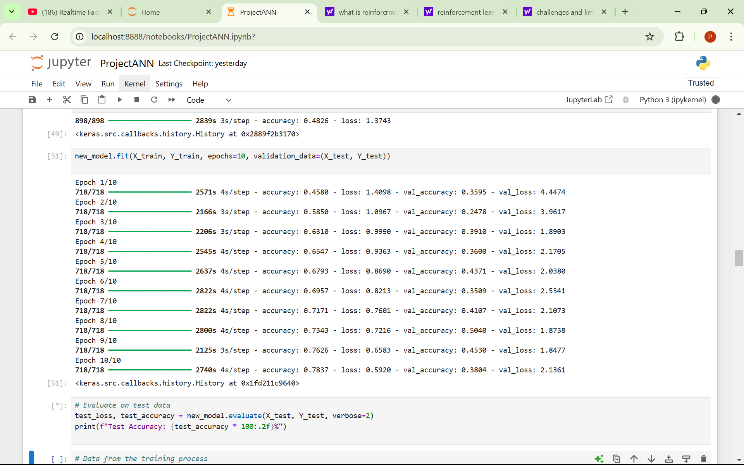 (186) Realtime Fac
Home
ProjectANN
what is reinforcem
reinforcement lear
challenges and lim
localhost:8888/notebooks/ProjectANN.ipynb?
P
jupyter ProjectANN Last Checkpoint: yesterday
File Edit View Run Kernel Settings Help
Trusted
Code
JupyterLab
Python 3 (ipykernel)
898/898 2839s 3s/step - accuracy: 0.4826 - loss: 1.3743
[49]: <keras.src.callbacks.history.History at 0x2889f2b3170>
[51]: new_model.fit(X_train, Y_train, epochs=10, validation_data=(X_test, Y_test))
Epoch 1/10
718/718 2571s 4s/step - accuracy: 0.4580 - loss: 1.4098 - val_accuracy: 0.3595 - val_loss: 4.4474
Epoch 2/10
718/718 2166s 3s/step - accuracy: 0.5850 - loss: 1.0967 - val_accuracy: 0.2478 - val_loss: 3.9617
Epoch 3/10
718/718 2206s 3s/step - accuracy: 0.6310 - loss: 0.9990 - val_accuracy: 0.3910 - val_loss: 1.8903
Epoch 4/10
718/718 2545s 4s/step - accuracy: 0.6547 - loss: 0.9363 - val_accuracy: 0.3600 - val_loss: 2.1705
Epoch 5/10
718/718 2637s 4s/step - accuracy: 0.6793 - loss: 0.8690 - val_accuracy: 0.4371 - val_loss: 2.0380
Epoch 6/10
718/718 2822s 4s/step - accuracy: 0.6957 - loss: 0.8213 - val_accuracy: 0.3509 - val_loss: 2.5341
Epoch 7/10
718/718 2822s 4s/step - accuracy: 0.7171 - loss: 0.7601 - val_accuracy: 0.4107 - val_loss: 2.1073
Epoch 8/10
718/718 2800s 4s/step - accuracy: 0.7343 - loss: 0.7216 - val_accuracy: 0.5040 - val_loss: 1.8738
Epoch 9/10
718/718 2125s 3s/step - accuracy: 0.7626 - loss: 0.6583 - val_accuracy: 0.4530 - val_loss: 1.8477
Epoch 10/10
718/718 2740s 4s/step - accuracy: 0.7837 - loss: 0.5920 - val_accuracy: 0.3804 - val_loss: 2.1361
[51]: <keras.src.callbacks.history.History at 0x1fd211c9640>
[*]: # Evaluate on test data
test_loss, test_accuracy = new_model.evaluate(X_test, Y_test, verbose=2)
print(f"Test Accuracy: {test_accuracy * 100:.2f}%")
[ ]: # Data from the training process